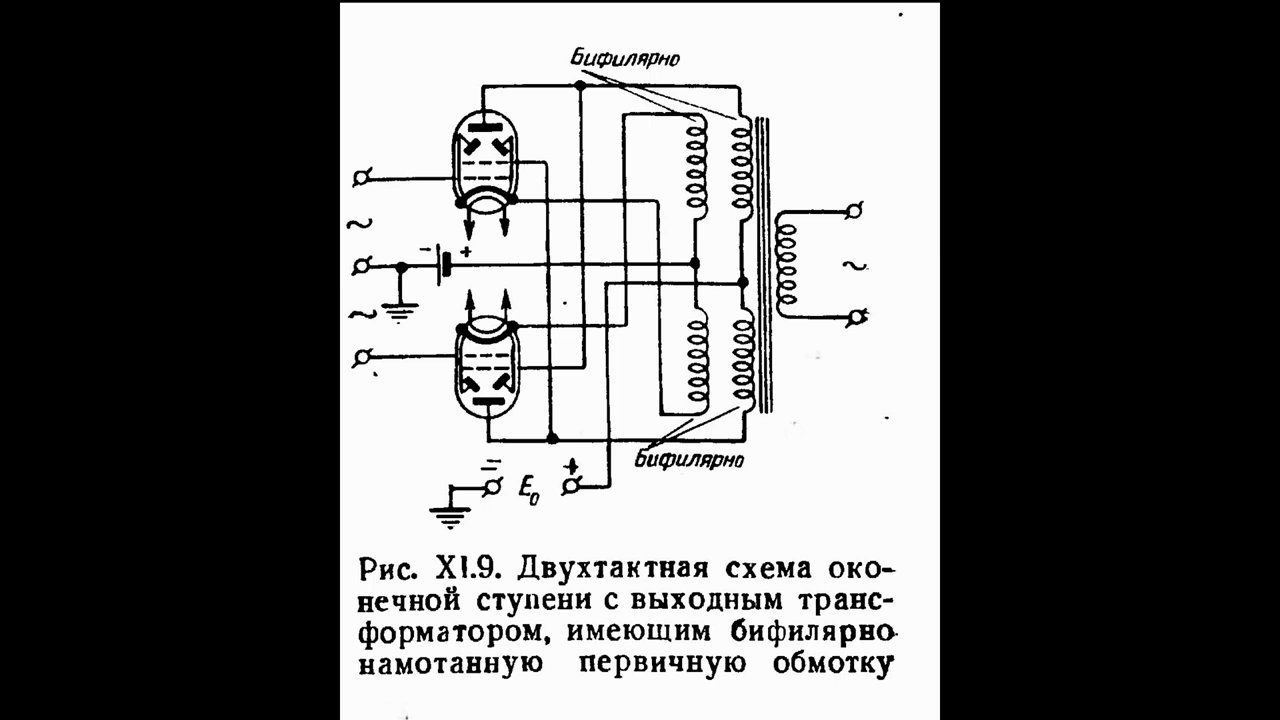 Бифилярно
~
- +
~
~
Бифилярно
= +
E₀
Рис. XI.9. Двухтактная схема око-
нечной ступени с выходным транс-
форматором, имеющим бифилярно
намотанную первичную обмотку